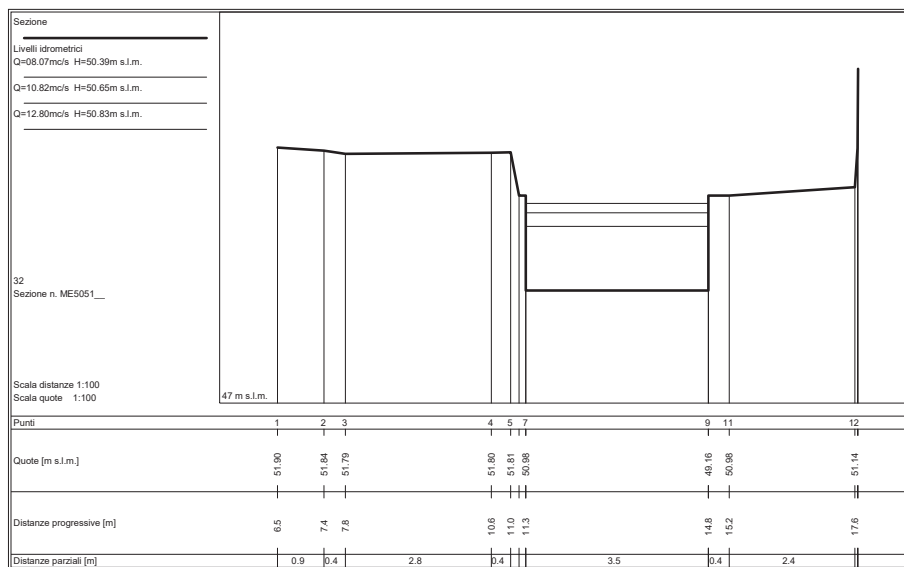 Sezione
Livelli idrometrici
Q=08.07mc/s H=50.39m s.l.m.
Q=10.82mc/s H=50.65m s.l.m.
Q=12.80mc/s H=50.83m s.l.m.
32
Sezione n. ME5051__
Scala distanze 1:100
Scala quote 1:100
47 m s.l.m.
Punti 1 2 3 4 5 7 9 11 12
Quote [m s.l.m.] 51.90 51.84 51.79 51.80 51.81 50.98 49.16 50.98 51.14
Distanze progressive [m] 6.5 7.4 7.8 10.6 11.0 11.3 14.8 15.2 17.6
Distanze parziali [m] 0.9 0.4 2.8 0.4 3.5 0.4 2.4